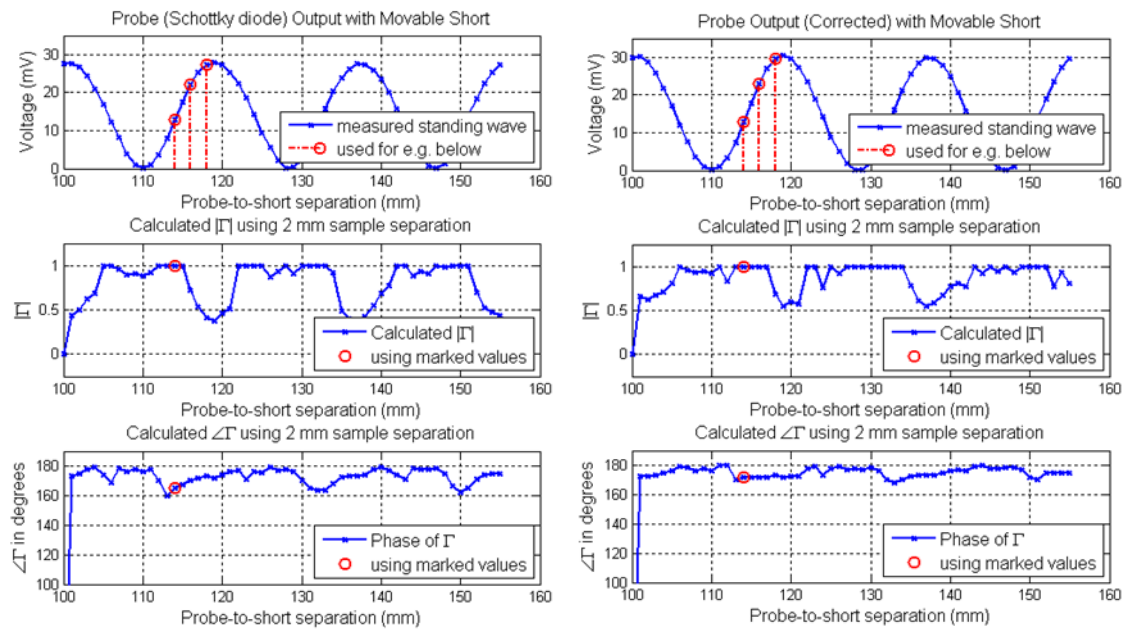 Probe (Schottky diode) Output with Movable Short
Voltage (mV)
30
20
10
0
measured standing wave
used for e.g. below
100 110 120 130 140 150 160
Probe-to-short separation (mm)
Calculated |Γ| using 2 mm sample separation
|Γ|
1
0.5
0
Calculated |Γ|
using marked values
100 110 120 130 140 150 160
Probe-to-short separation (mm)
Calculated ∠Γ using 2 mm sample separation
∠Γ in degrees
180
160
140
120
100
Phase of Γ
using marked values
100 110 120 130 140 150 160
Probe-to-short separation (mm)
Probe Output (Corrected) with Movable Short
Voltage (mV)
30
20
10
0
measured standing wave
used for e.g. below
100 110 120 130 140 150 160
Probe-to-short separation (mm)
Calculated |Γ| using 2 mm sample separation
|Γ|
1
0.5
0
Calculated |Γ|
using marked values
100 110 120 130 140 150 160
Probe-to-short separation (mm)
Calculated ∠Γ using 2 mm sample separation
∠Γ in degrees
180
160
140
120
100
Phase of Γ
using marked values
100 110 120 130 140 150 160
Probe-to-short separation (mm)